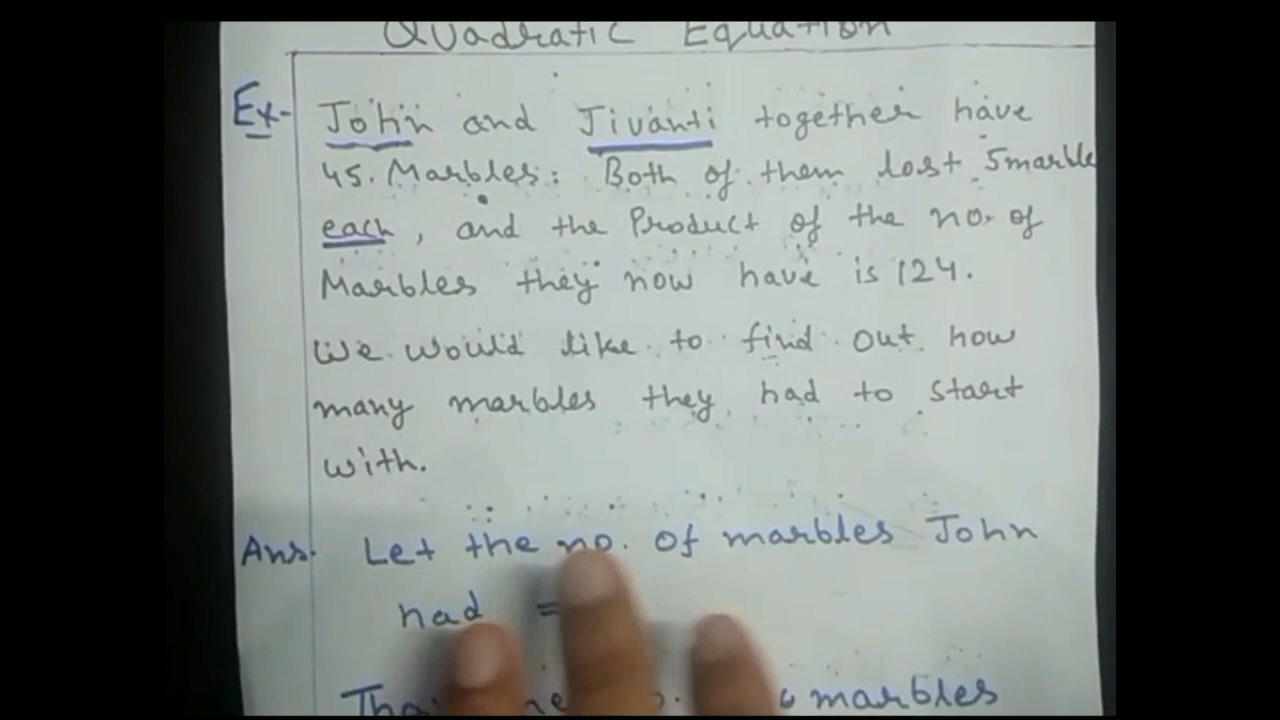 Quadratic Equation
Ex- John and Jivanti together have
45. Marbles: Both of them lost 5marble
each, and the Product of the no. of
Marbles they now have is 124.
We would like to find out how
many marbles they had to start
with.
Ans. Let the no. of marbles John
had =
marbles